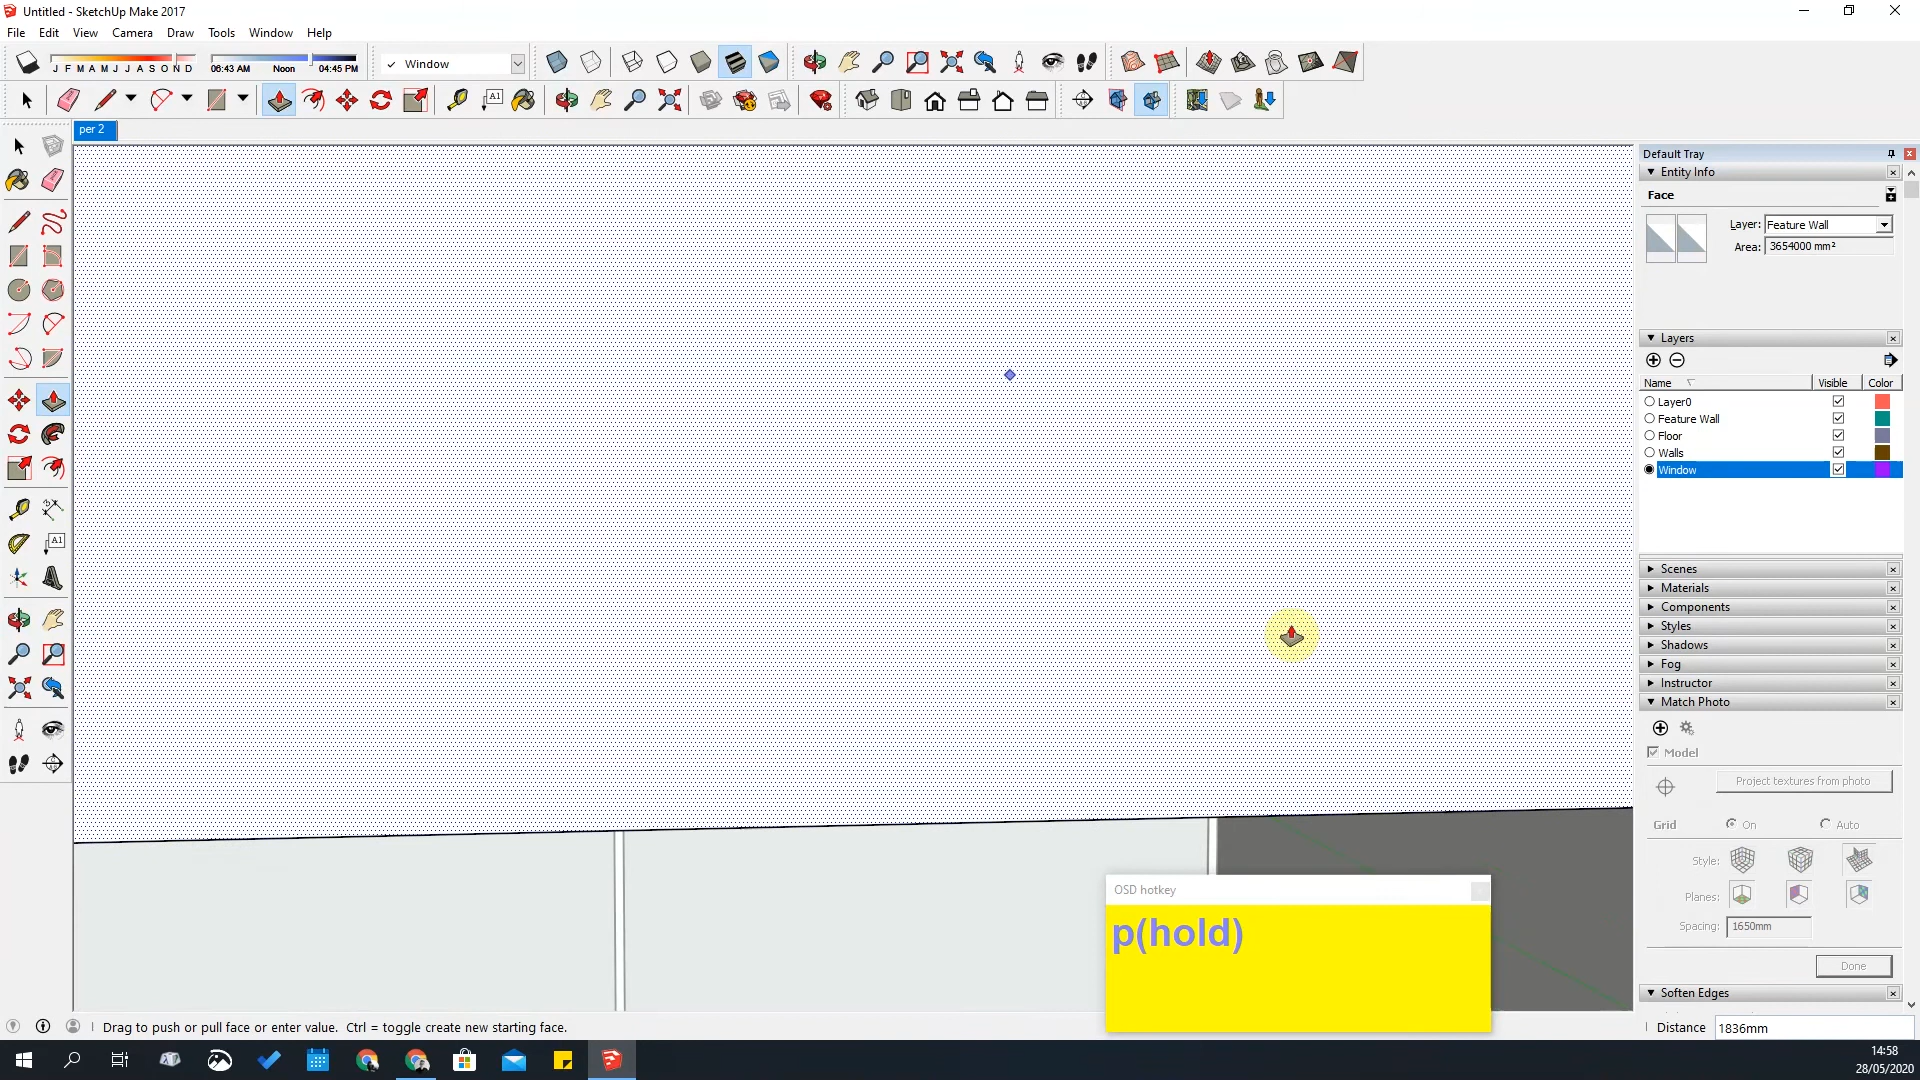 Untitled - SketchUp Make 2017
File Edit View Camera Draw Tools Window Help
J F M A M J J A S O N D
06:43 AM Noon 04:45 PM
✓ Window
A1
per 2
Default Tray
Entity Info
Face
Layer: Feature Wall
Area: 3654000 mm²
Layers
Name Visible Color
Layer0
Feature Wall
Floor
Walls
Window
A1
Scenes
Materials
Components
Styles
Shadows
Fog
Instructor
Match Photo
Model
Project textures from photo
Grid On Auto
Style:
Planes:
Spacing: 1650mm
Done
Soften Edges
OSD hotkey
p(hold)
Drag to push or pull face or enter value. Ctrl = toggle create new starting face.
Distance 1836mm
14:58
28/05/2020